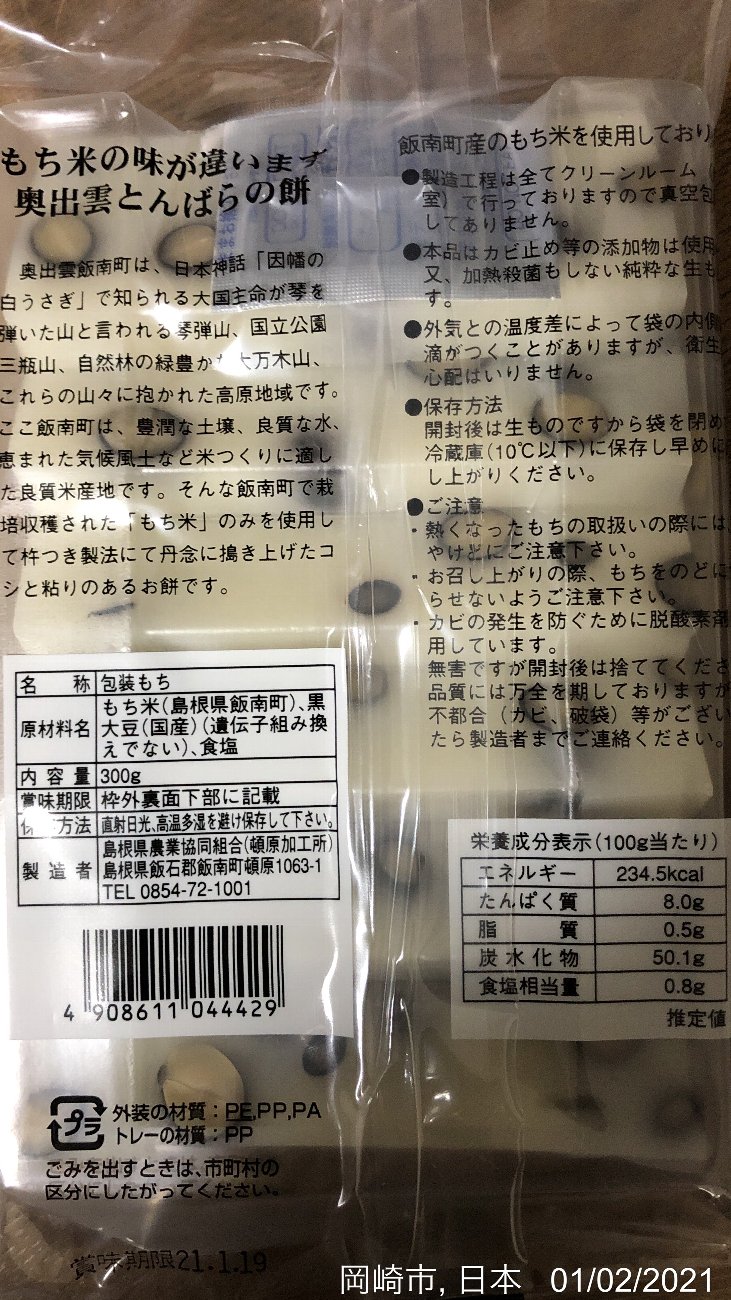 もち米の味が違います
奥出雲とんばらの餅
奥出雲飯南町は、日本神話「因幡の
白うさぎ」で知られる大国主命が琴を
弾いた山と言われる琴弾山、国立公園
三瓶山、自然林の緑豊かな大万木山、
これらの山々に抱かれた高原地域です。
ここ飯南町は、豊潤な土壌、良質な水、
恵まれた気候風土など米つくりに適し
た良質米産地です。そんな飯南町で栽
培収穫された「もち米」のみを使用し
て杵つき製法にて丹念に搗き上げたコ
シと粘りのあるお餅です。
飯南町産のもち米を使用しており
●製造工程は全てクリーンルーム(
室)で行っておりますので真空包
してありません。
●本品はカビ止め等の添加物は使用
又、加熱殺菌もしない純粋な生も
す。
●外気との温度差によって袋の内側
滴がつくことがありますが、衛生
心配はいりません。
●保存方法
開封後は生ものですから袋を閉め
冷蔵庫(10℃以下)に保存し早めに
し上がりください。
●ご注意
・熱くなったもちの取扱いの際には、
やけどにご注意下さい。
・お召し上がりの際、もちをのどに
らせないようご注意下さい。
・カビの発生を防ぐために脱酸素剤
用しています。
無害ですが開封後は捨ててくださ
品質には万全を期しておりますが
不都合(カビ、破袋)等がござい
たら製造者までご連絡ください。
名 称 包装もち
原材料名 もち米(島根県飯南町)、黒
大豆(国産)(遺伝子組み換
えでない)、食塩
内容量 300g
賞味期限 枠外裏面下部に記載
保存方法 直射日光、高温多湿を避け保存して下さい。
製造者 島根県農業協同組合(頓原加工所)
島根県飯石郡飯南町頓原1063-1
TEL 0854-72-1001
4 908611 044429
栄養成分表示(100g当たり)
エネルギー 234.5kcal
たんぱく質 8.0g
脂 質 0.5g
炭水化物 50.1g
食塩相当量 0.8g
推定値
プラ
外装の材質:PE,PP,PA
トレーの材質:PP
ごみを出すときは、市町村の
区分にしたがってください。
賞味期限21.1.19
岡崎市, 日本 01/02/2021